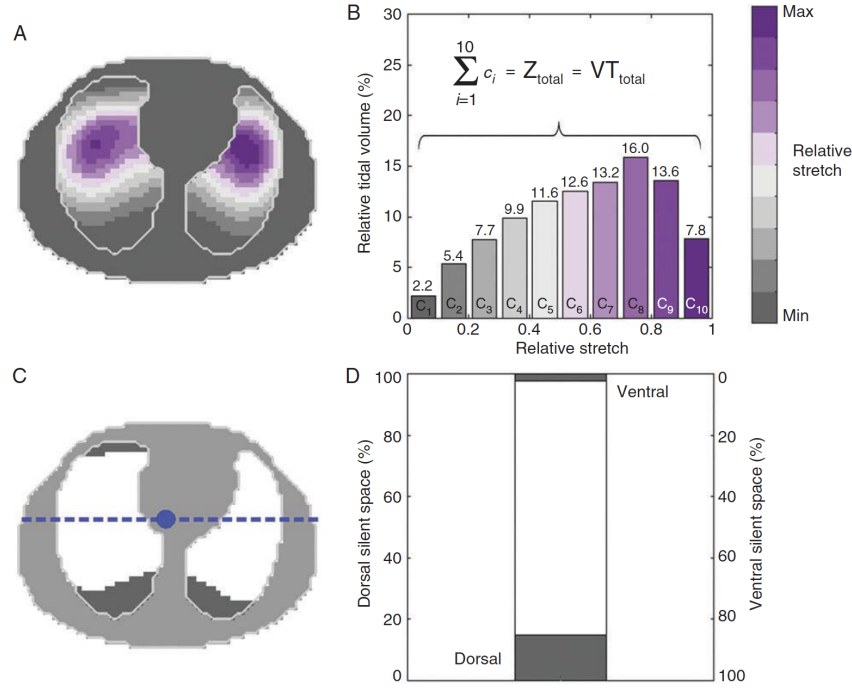 A
B
30
25
20
15
10
5
0
Relative tidal volume (%)
10
∑ cᵢ = Z_total = VT_total
i=1
2.2
5.4
7.7
9.9
11.6
12.6
13.2
16.0
13.6
7.8
C₁
C₂
C₃
C₄
C₅
C₆
C₇
C₈
C₉
C₁₀
0
0.2
0.4
0.6
0.8
1
Relative stretch
Max
Relative
stretch
Min
C
D
100
80
60
40
20
0
Dorsal silent space (%)
Ventral
Dorsal
0
20
40
60
80
100
Ventral silent space (%)